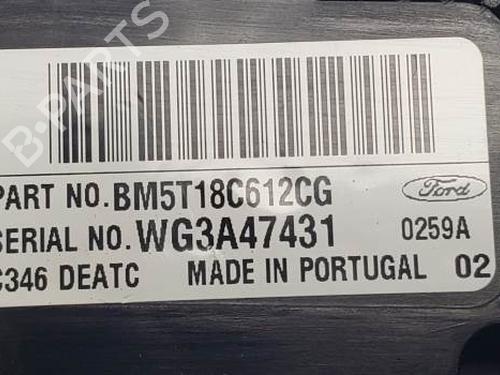 B-PARTS
PART NO.BM5T18C612CG
Ford
SERIAL NO.WG3A47431 0259A
C346 DEATC MADE IN PORTUGAL 02